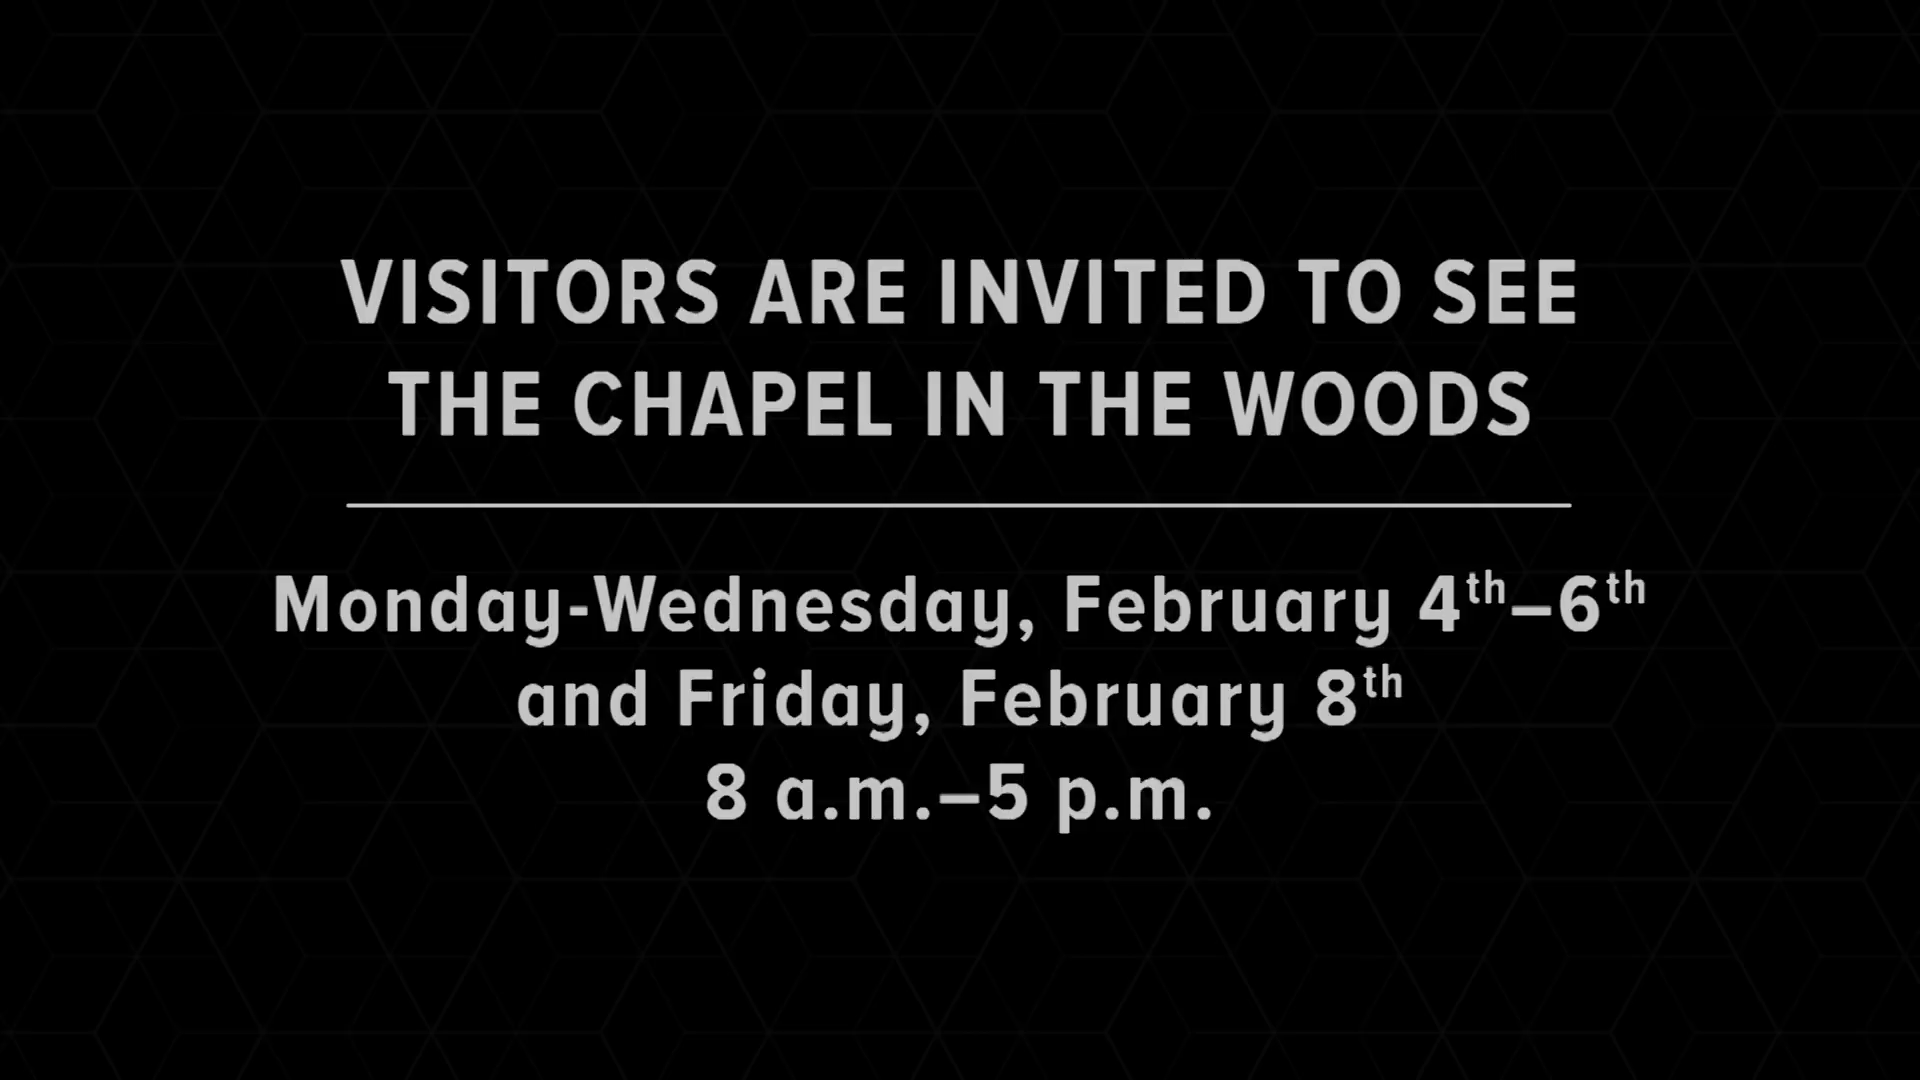 VISITORS ARE INVITED TO SEE
THE CHAPEL IN THE WOODS
Monday-Wednesday, February 4th–6th
and Friday, February 8th
8 a.m.–5 p.m.